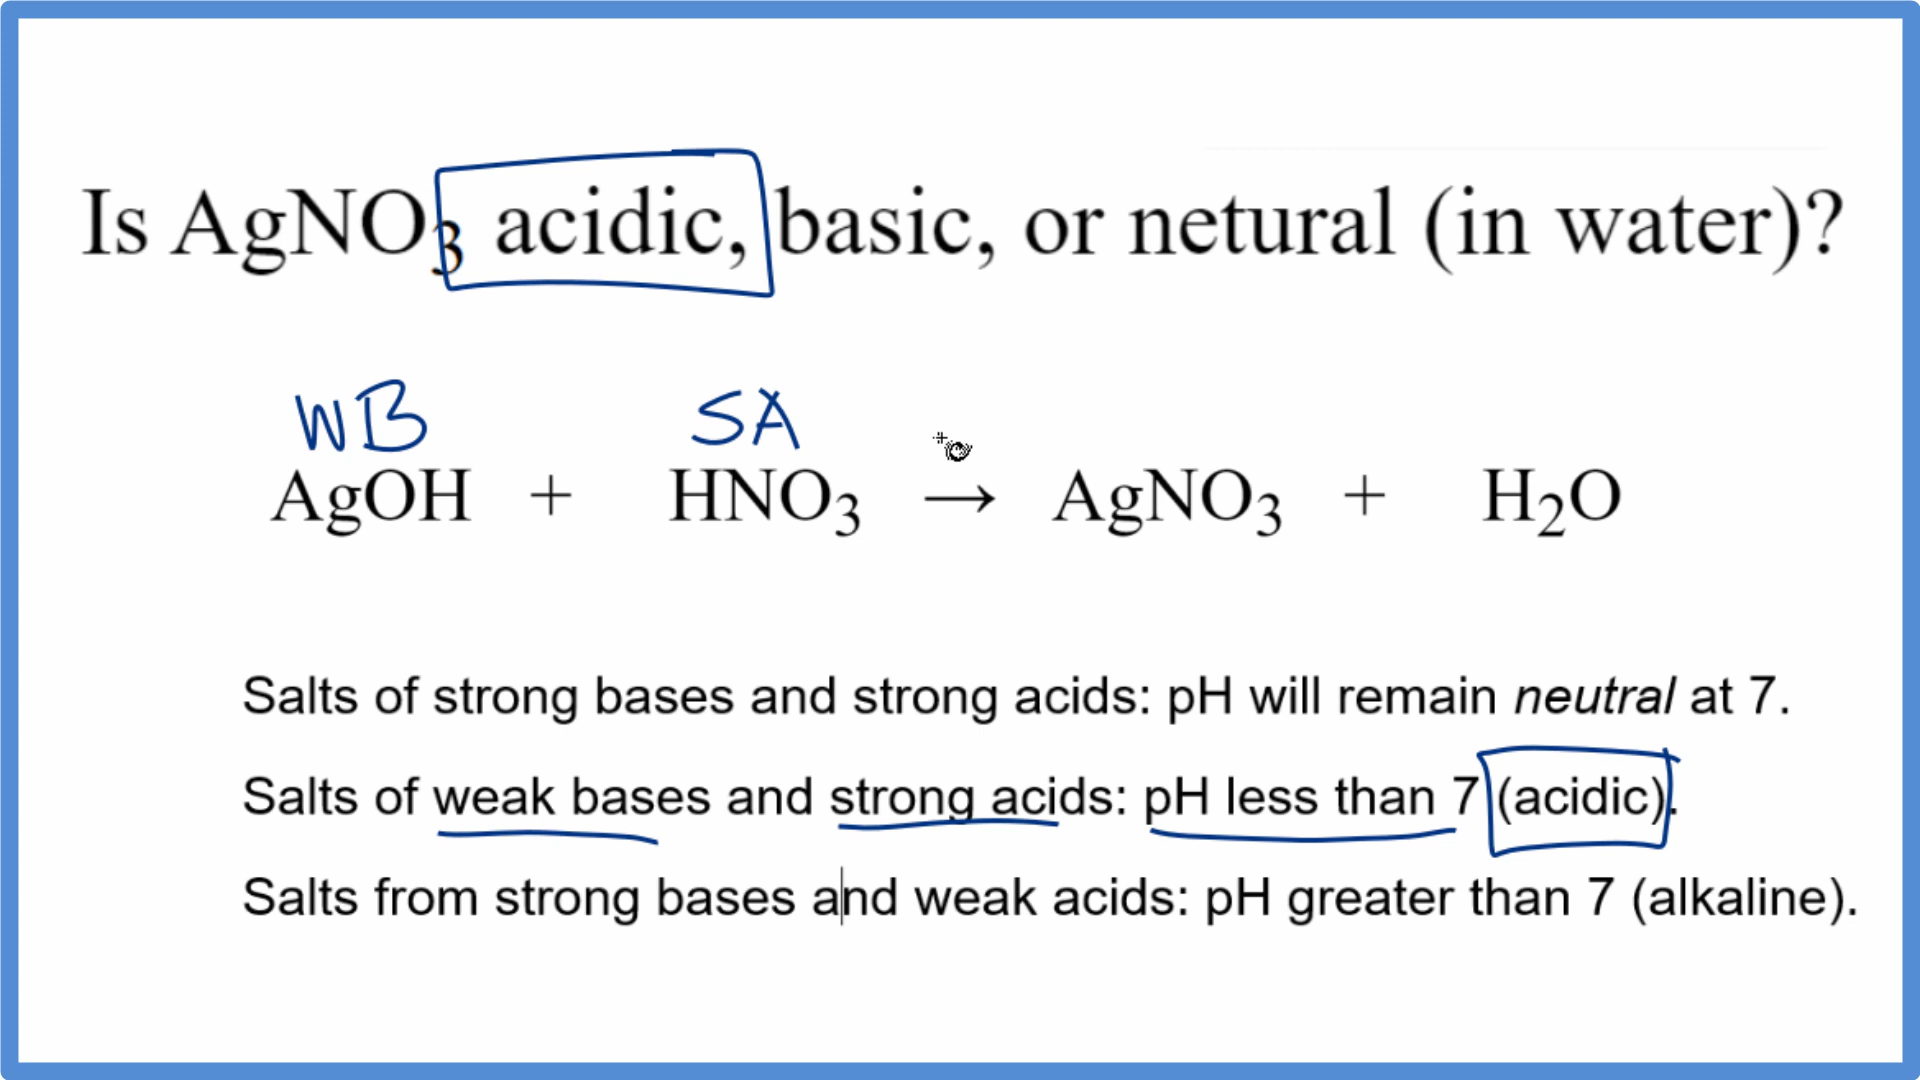 Is AgNO₃ acidic, basic, or netural (in water)?
WB SA
AgOH + HNO₃ → AgNO₃ + H₂O
Salts of strong bases and strong acids: pH will remain neutral at 7.
Salts of weak bases and strong acids: pH less than 7 (acidic).
Salts from strong bases and weak acids: pH greater than 7 (alkaline).